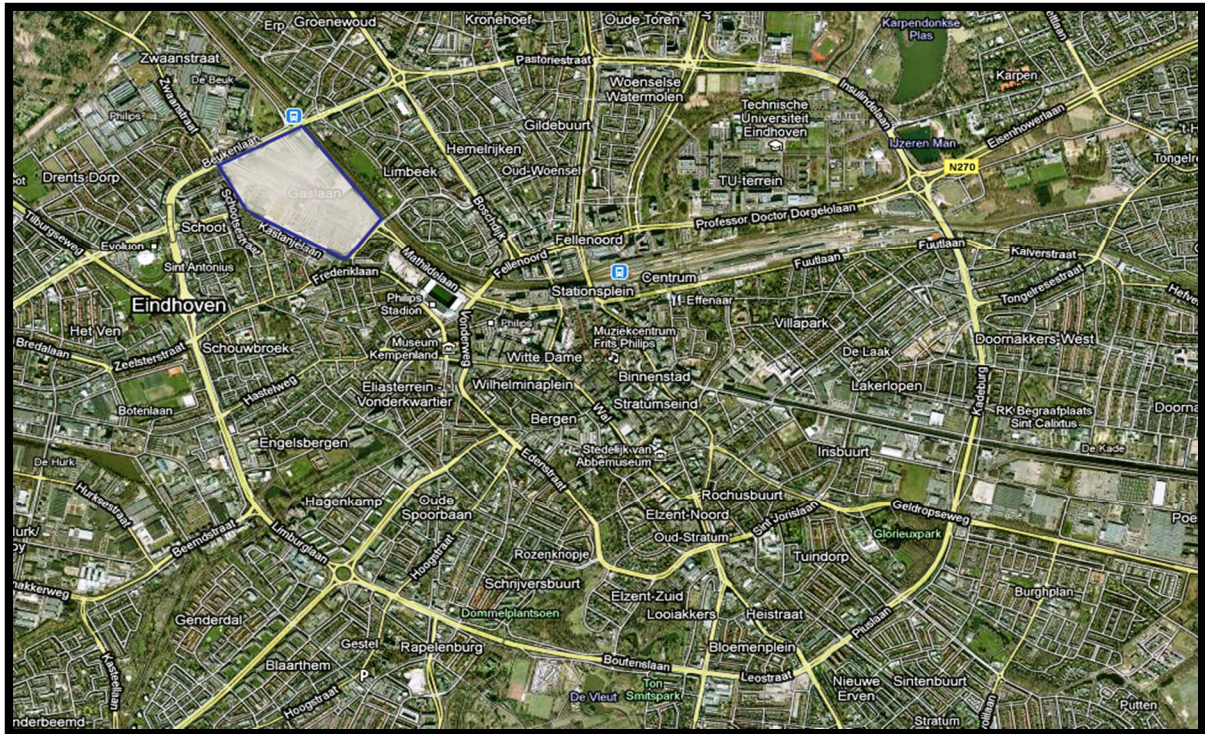 Erp
Groenewoud
Kronehoef
Oude Toren
Karpendonkse
Plas
Zwaanstraat
De Beuk
Pastoriestraat
Woenselse
Watermolen
Karpen
Insulindelaan
Philips
Zwaanstraat
Technische
Universiteit
Eindhoven
Eisenhowerlaan
Gildebuurt
Beukenlaan
Hemelrijken
IJzeren Man
't H
Drents Dorp
Limbeek
Oud-Woensel
N270
Tongelre
TU-terrein
Gaslaan
Schootsestraat
Boschdijk
Tilburgseweg
Schoot
Kastanjelaan
Professor Doctor Dorgelolaan
Evoluon
Mathildelaan
Fellenoord
Fellenoord
Fuutlaan
Kalverstraat
Sint Antonius
Frederiklaan
Centrum
Fuutlaan
Stationsplein
Effenaar
Tongelresestraat
Eindhoven
Philips
Stadion
Vonderweg
Philips
Muziekcentrum
Frits Philips
Villapark
Het Ven
Bredalaan
Schouwbroek
Museum
Kempenland
Witte Dame
De Laak
Doornakkers-West
Zeelsterstraat
Wilhelminaplein
Binnenstad
Lakerlopen
Hastelweg
Eliasterrein -
Vonderkwartier
Wal
Stratumseind
Kadeburg
Botenlaan
Bergen
RK Begraafplaats
Sint Calixtus
Doorna
Engelsbergen
Stedelijk van
Abbemuseum
Irisbuurt
De Kade
De Hurk
Edenstraat
Hurksestraat
Hagenkamp
Oude
Spoorbaan
Rochusbuurt
Elzent-Noord
Geldropseweg
Hurk/
Beemdstraat
Limburglaan
Hoogstraat
Oud-Stratum
Sint Jorislaan
Glorieuxpark
Poe
Rozenknopje
Tuindorp
nakkerweg
Schrijversbuurt
Elzent-Zuid
Burghplan
Genderdal
Dommelplantsoen
Looiakkers
Heistraat
Gestel
Rapelenburg
Piuslaan
Kasteellaan
Blaarthem
Boutenslaan
Bloemenplein
P
Leostraat
Hoogstraat
De Vleut
Ton
Smitspark
Nieuwe
Erven
Sintenbuurt
Putten
nderbeemd
Stratum